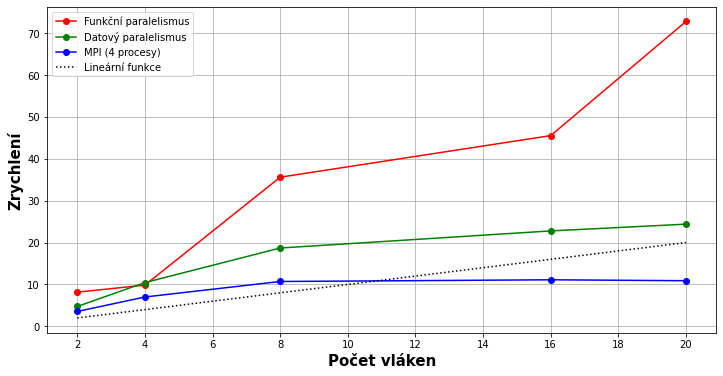 Funkční paralelismus
Datový paralelismus
MPI (4 procesy)
Lineární funkce
Zrychlení
70
60
50
40
30
20
10
0
2 4 6 8 10 12 14 16 18 20
Počet vláken